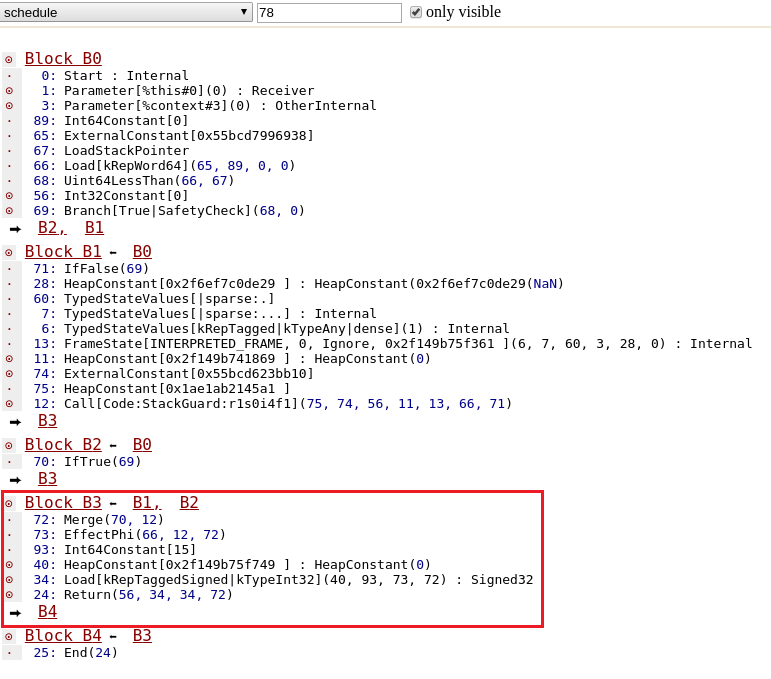 schedule 78 only visible
Block B0
0: Start : Internal
1: Parameter[%this#0](0) : Receiver
3: Parameter[%context#3](0) : OtherInternal
89: Int64Constant[0]
65: ExternalConstant[0x55bcd7996938]
67: LoadStackPointer
66: Load[kRepWord64](65, 89, 0, 0)
68: Uint64LessThan(66, 67)
56: Int32Constant[0]
69: Branch[True|SafetyCheck](68, 0)
➡ B2, B1
Block B1 ← B0
71: IfFalse(69)
28: HeapConstant[0x2f6ef7c0de29 ] : HeapConstant(0x2f6ef7c0de29(NaN)
60: TypedStateValues[|sparse:.]
7: TypedStateValues[|sparse:...] : Internal
6: TypedStateValues[kRepTagged|kTypeAny|dense](1) : Internal
13: FrameState[INTERPRETED_FRAME, 0, Ignore, 0x2f149b75f361 ](6, 7, 60, 3, 28, 0) : Internal
11: HeapConstant[0x2f149b741869 ] : HeapConstant(0)
74: ExternalConstant[0x55bcd623bb10]
75: HeapConstant[0x1ae1ab2145a1 ]
12: Call[Code:StackGuard:r1s0i4f1](75, 74, 56, 11, 13, 66, 71)
➡ B3
Block B2 ← B0
70: IfTrue(69)
➡ B3
Block B3 ← B1, B2
72: Merge(70, 12)
73: EffectPhi(66, 12, 72)
93: Int64Constant[15]
40: HeapConstant[0x2f149b75f749 ] : HeapConstant(0)
34: Load[kRepTaggedSigned|kTypeInt32](40, 93, 73, 72) : Signed32
24: Return(56, 34, 34, 72)
➡ B4
Block B4 ← B3
25: End(24)